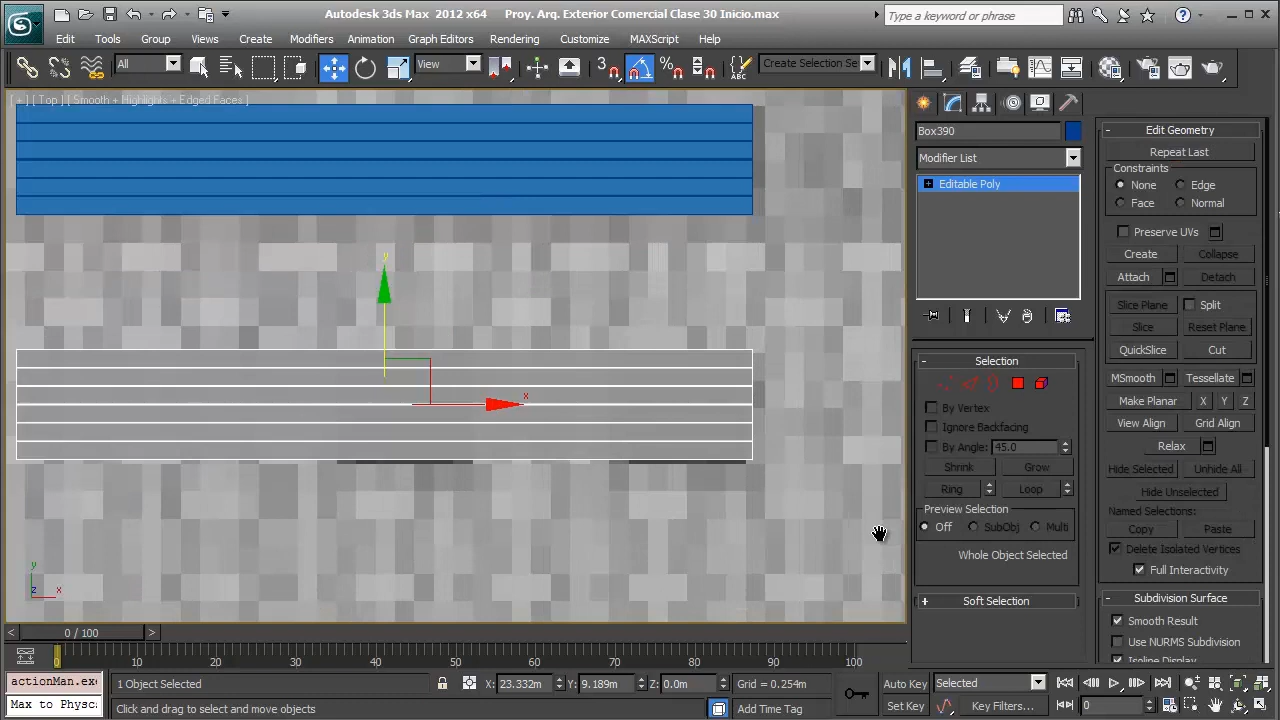 Autodesk 3ds Max 2012 x64 Proy. Arq. Exterior Comercial Clase 30 Inicio.max
Type a keyword or phrase
Edit Tools Group Views Create Modifiers Animation Graph Editors Rendering Customize MAXScript Help
All View 3 Create Selection Se
[ + ] [ Top ] [ Smooth + Highlights + Edged Faces ]
Box390
Modifier List
Editable Poly
- Edit Geometry
Repeat Last
Constraints
None Edge
Face Normal
Preserve UVs
Create Collapse
Attach Detach
Slice Plane Split
Slice Reset Plane
QuickSlice Cut
MSmooth Tessellate
Make Planar X Y Z
View Align Grid Align
Relax
Hide Selected Unhide All
Hide Unselected
Named Selections:
Copy Paste
Delete Isolated Vertices
Full Interactivity
- Subdivision Surface
Smooth Result
Use NURMS Subdivision
Isoline Display
- Selection
By Vertex
Ignore Backfacing
By Angle: 45.0
Shrink Grow
Ring Loop
Preview Selection
Off SubObj Multi
Whole Object Selected
+ Soft Selection
y
x
y
z x
< 0 / 100 >
0 10 20 30 40 50 60 70 80 90 100
actionMan.exe
Max to Physc
1 Object Selected X: 23.332m Y: 9.189m Z: 0.0m Grid = 0.254m
Click and drag to select and move objects Add Time Tag
Auto Key Selected
Set Key Key Filters... 0